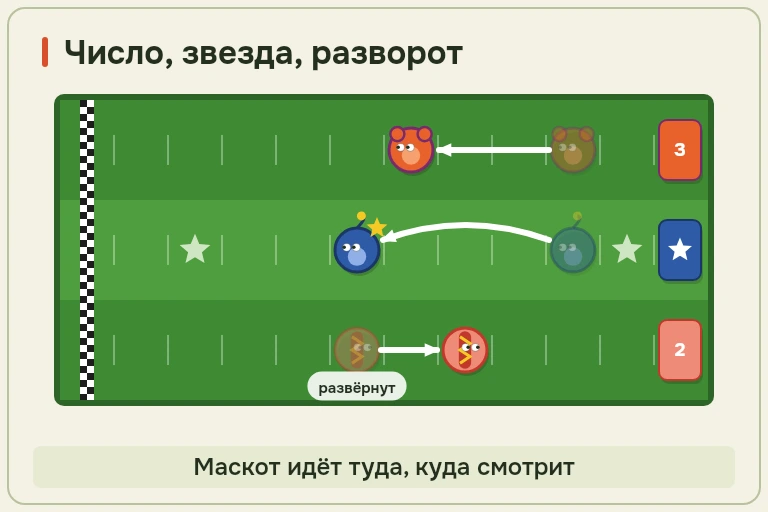 Число, звезда, разворот
3
2
развёрнут
Маскот идёт туда, куда смотрит